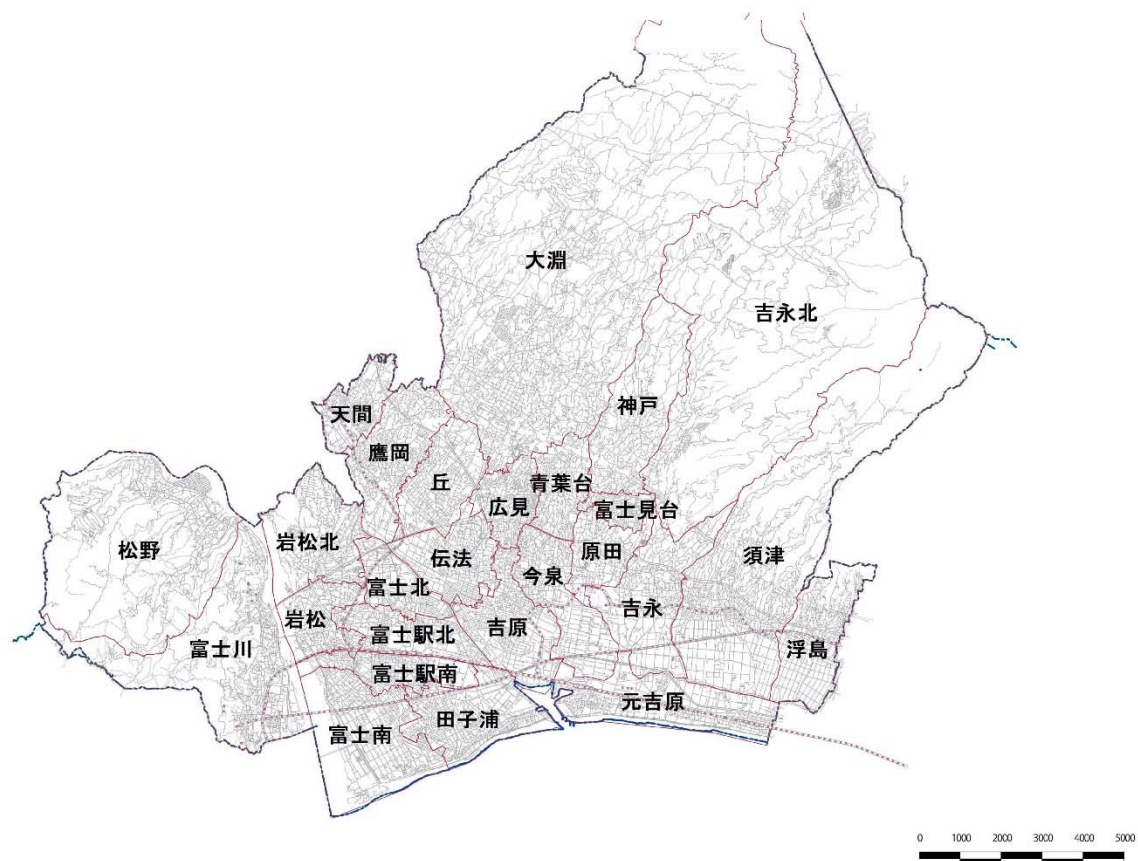 大淵
吉永北
神戸
天間
鷹岡
丘
青葉台
広見
富士見台
岩松北
松野
伝法
原田
須津
今泉
富士北
吉永
岩松
吉原
富士駅北
富士川
浮島
富士駅南
元吉原
田子浦
富士南
0 1000 2000 3000 4000 5000